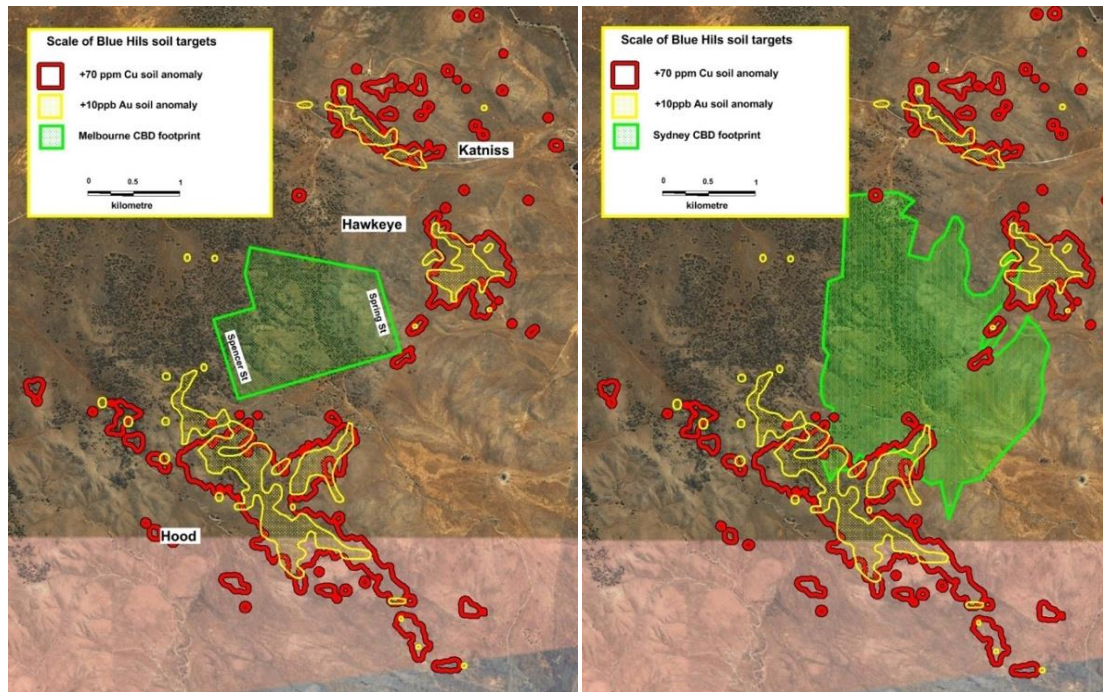 Scale of Blue Hils soil targets
+70 ppm Cu soil anomaly
+10ppb Au soil anomaly
Melbourne CBD footprint
0 0.5 1
kilometre
Katniss
Hawkeye
Spring St
Spencer St
Hood
Scale of Blue Hils soil targets
+70 ppm Cu soil anomaly
+10ppb Au soil anomaly
Sydney CBD footprint
0 0.5 1
kilometre